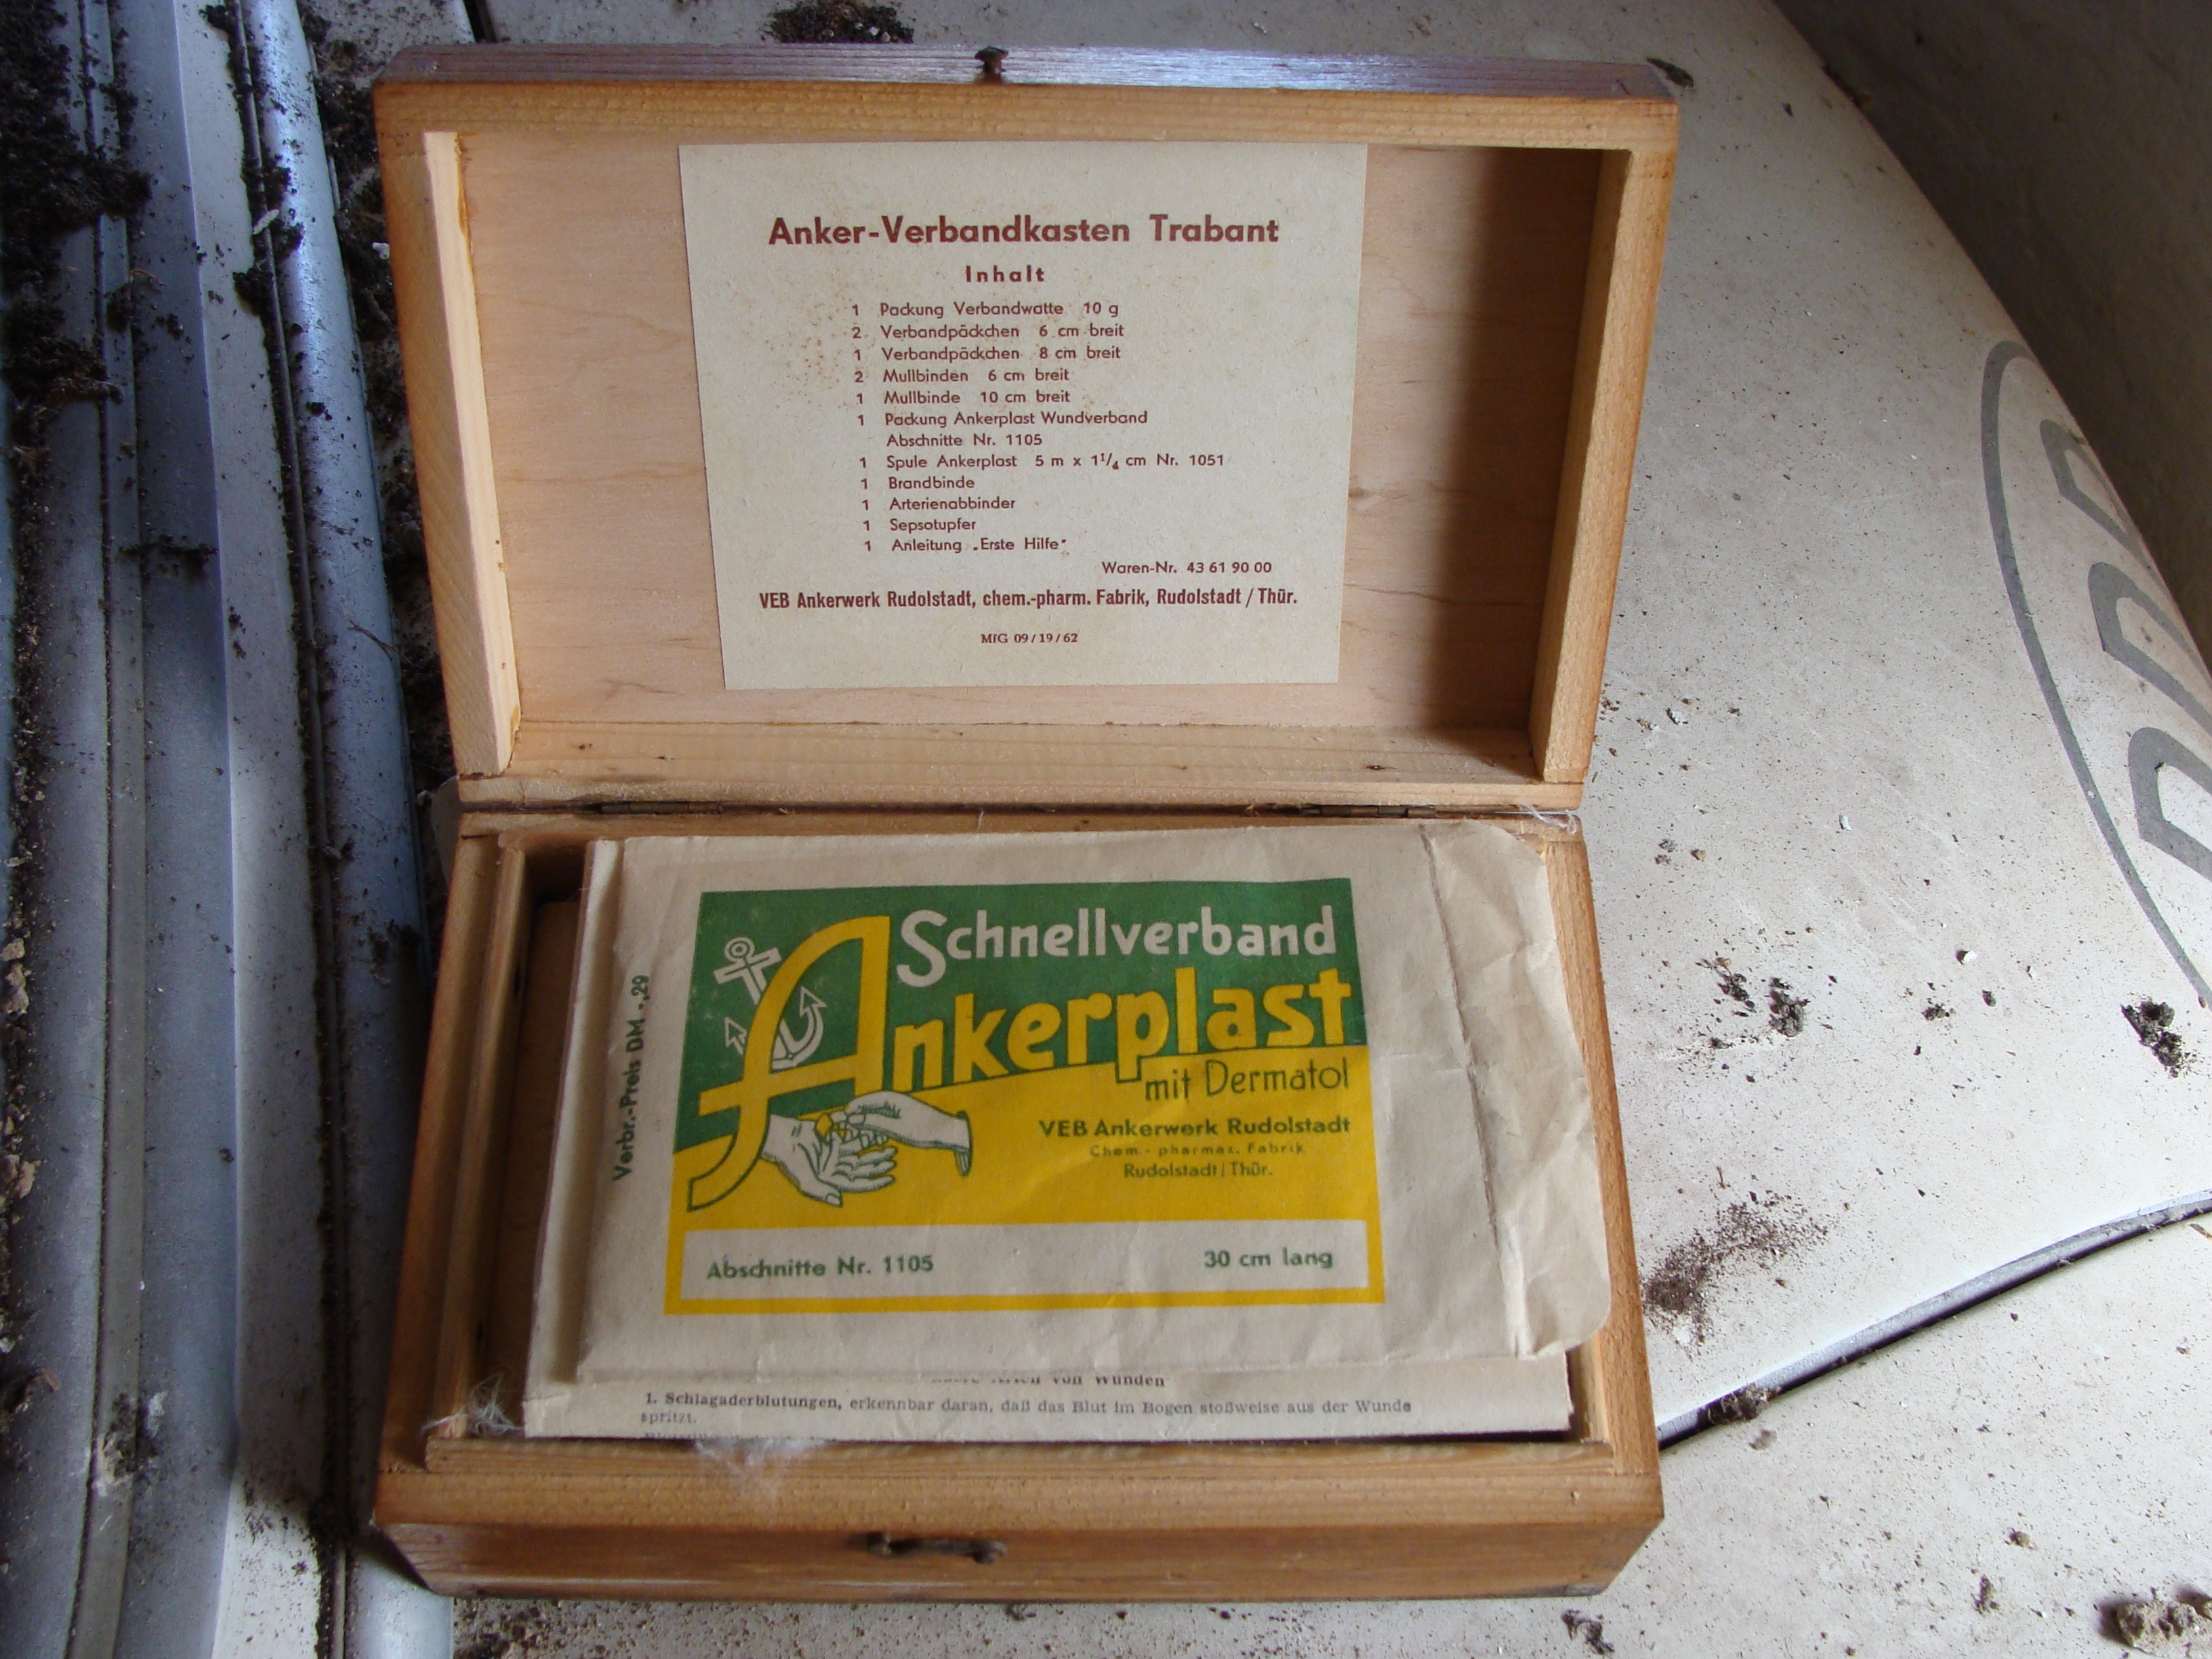 Anker-Verbandkasten Trabant
Inhalt
1 Packung Verbandwatte 10 g
2 Verbandpäckchen 6 cm breit
1 Verbandpäckchen 8 cm breit
2 Mullbinden 6 cm breit
1 Mullbinde 10 cm breit
1 Packung Ankerplast Wundverband
Abschnitte Nr. 1105
1 Spule Ankerplast 5 m x 1¹/₄ cm Nr. 1051
1 Brandbinde
1 Arterienabbinder
1 Sepsotupfer
1 Anleitung „Erste Hilfe"
Waren-Nr. 43 61 90 00
VEB Ankerwerk Rudolstadt, chem.-pharm. Fabrik, Rudolstadt / Thür.
MfG 09/19/62
DDR
Verbr.-Preis DM -,29
Schnellverband
Ankerplast
mit Dermatol
VEB Ankerwerk Rudolstadt
Chem.- pharmaz. Fabrik
Rudolstadt/Thür.
Abschnitte Nr. 1105 30 cm lang
von Wunden
1. Schlagaderblutungen, erkennbar daran, daß das Blut im Bogen stoßweise aus der Wunde
spritzt.